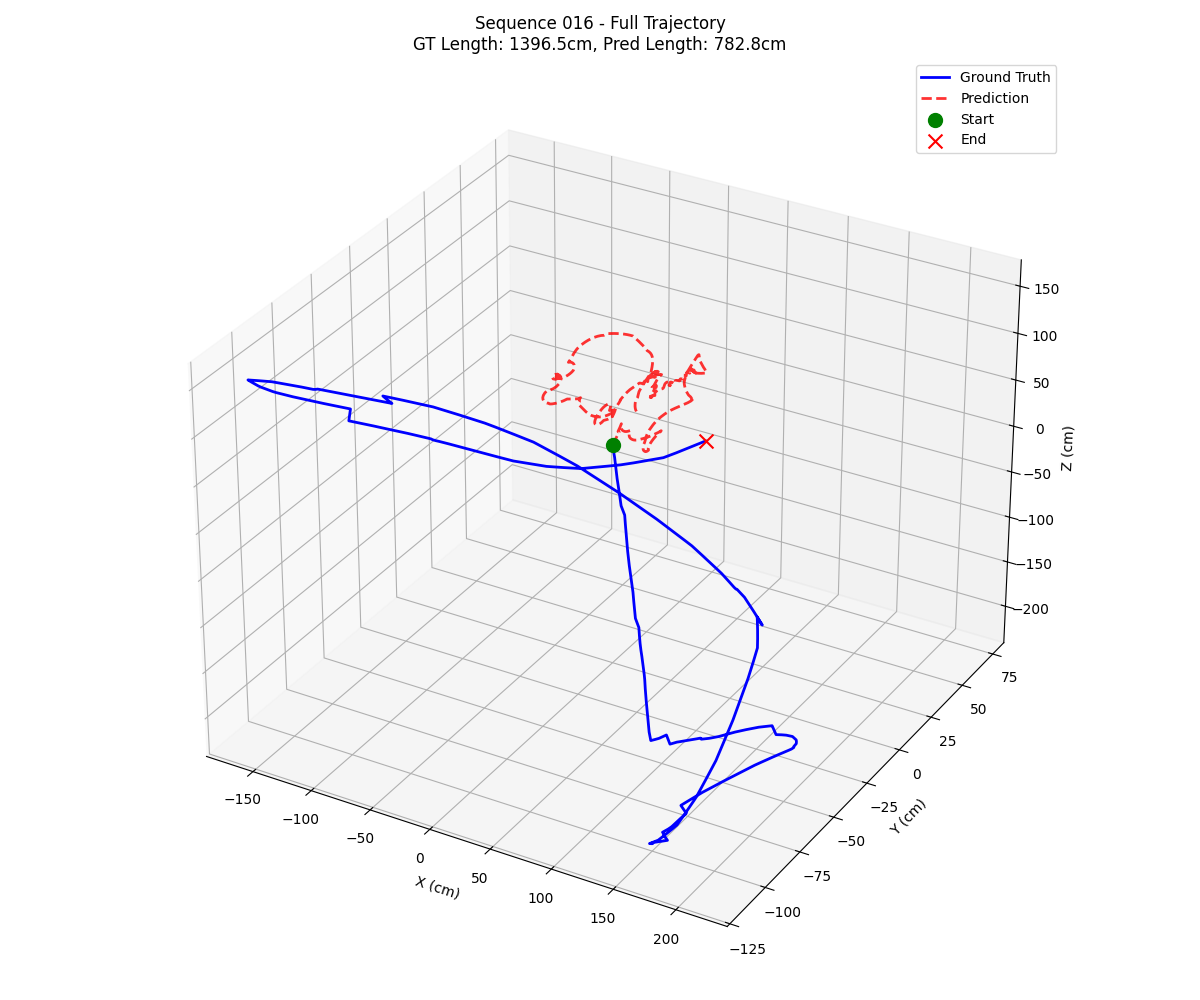 Sequence 016 - Full Trajectory
GT Length: 1396.5cm, Pred Length: 782.8cm
Ground Truth
Prediction
Start
End
150
100
50
0
−50
−100
−150
−200
Z (cm)
75
50
25
0
−25
−50
−75
−100
−125
Y (cm)
−150
−100
−50
0
50
100
150
200
X (cm)